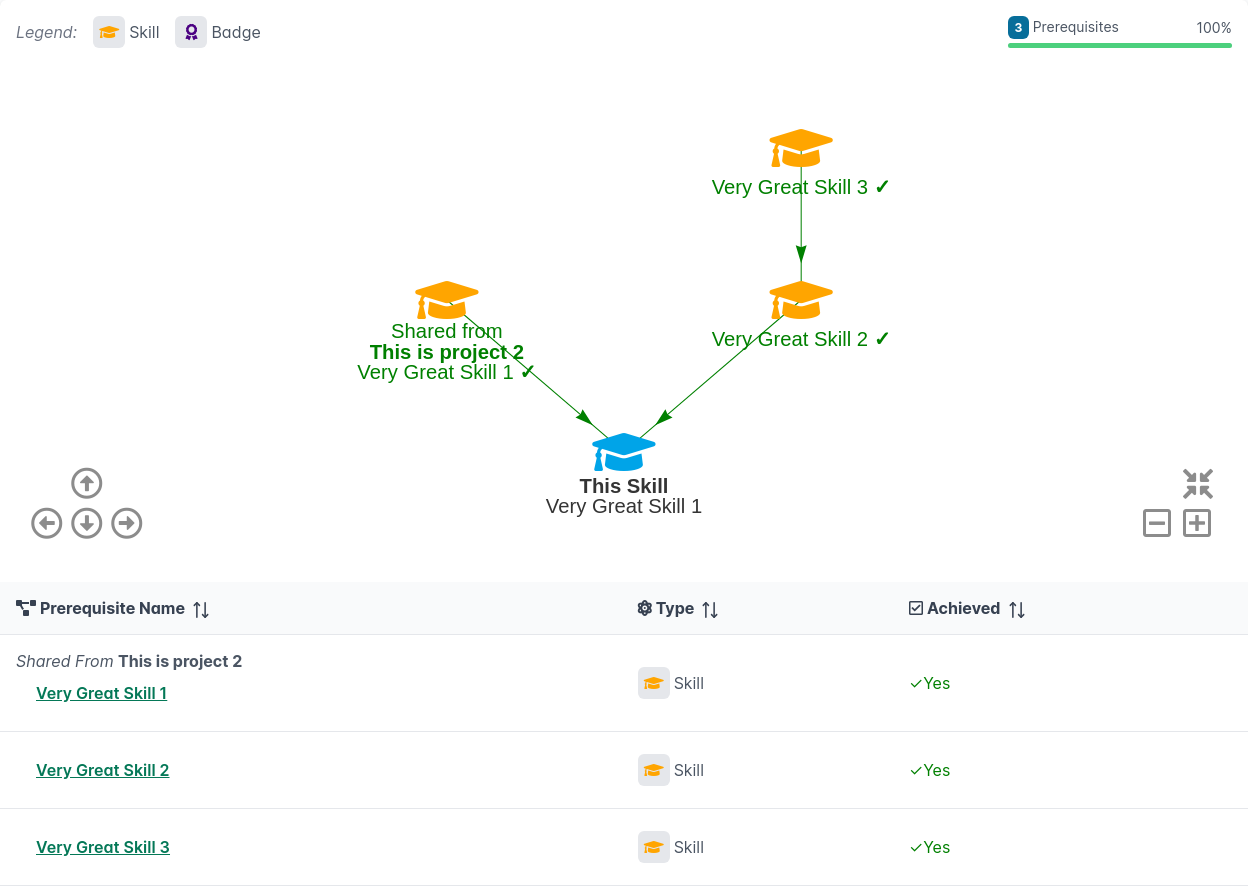 Legend: Skill Badge
3 Prerequisites 100%
Very Great Skill 3 ✓
Shared from
This is project 2
Very Great Skill 1 ✓
Very Great Skill 2 ✓
This Skill
Very Great Skill 1
Prerequisite Name Type Achieved
Shared From This is project 2
Very Great Skill 1 Skill ✓Yes
Very Great Skill 2 Skill ✓Yes
Very Great Skill 3 Skill ✓Yes